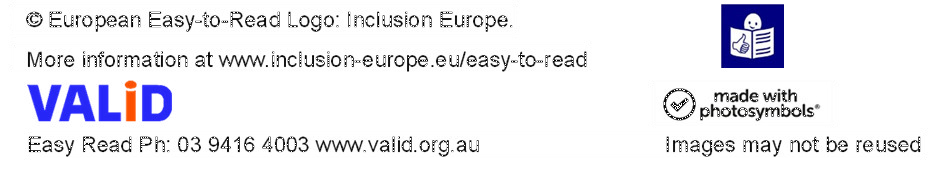 © European Easy-to-Read Logo: Inclusion Europe.
More information at www.inclusion-europe.eu/easy-to-read
VALiD
made with
photosymbols®
Easy Read Ph: 03 9416 4003 www.valid.org.au
Images may not be reused